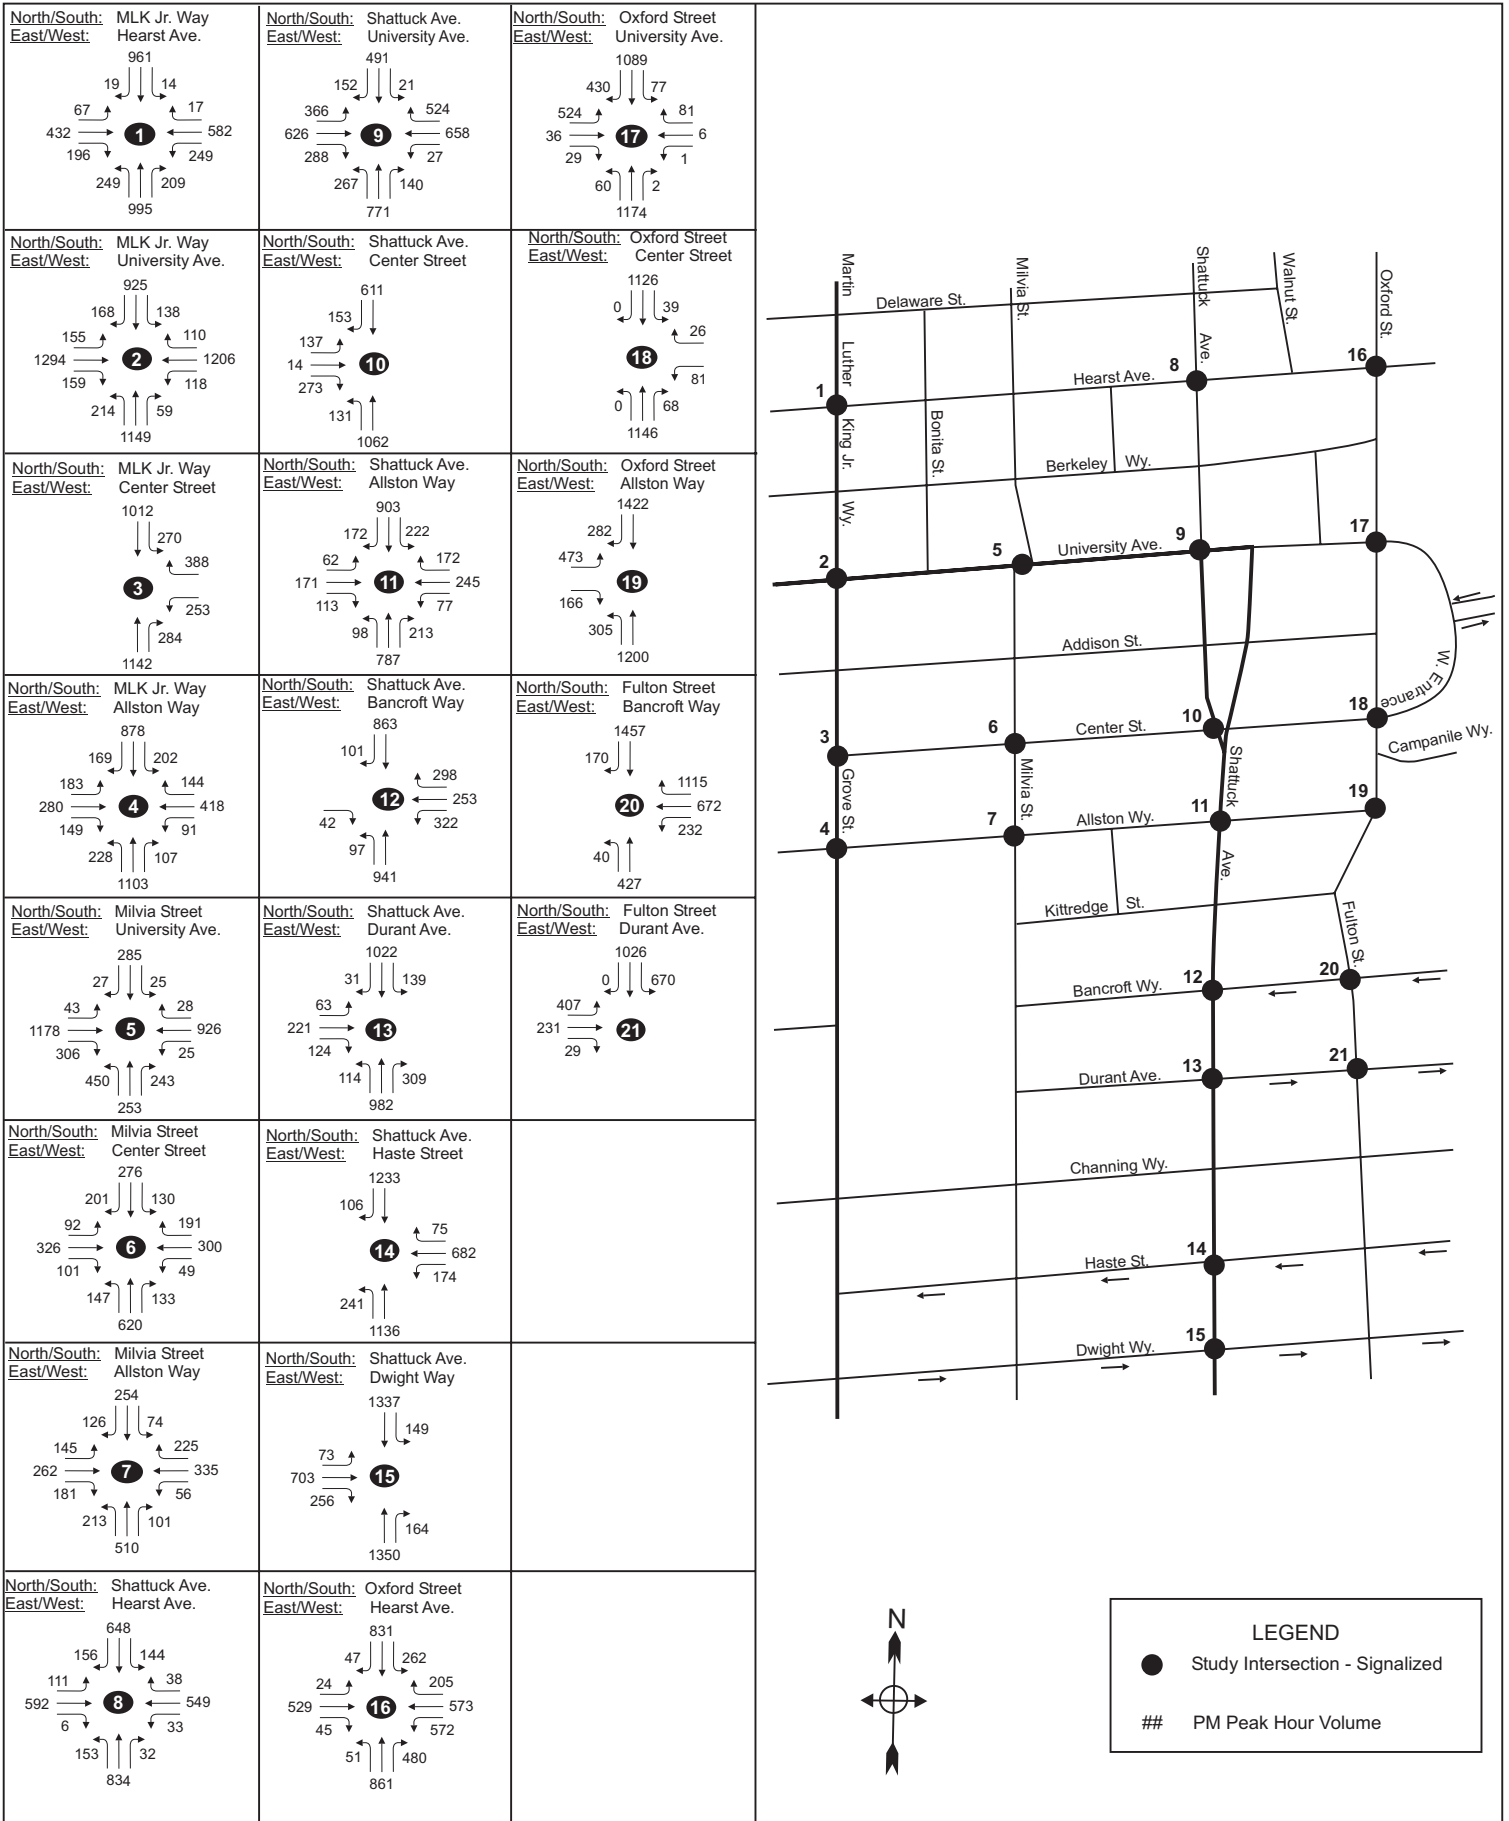 North/South: MLK Jr. Way
East/West: Hearst Ave.
961
19 14
67 17
432 1 582
196 249
249 209
995
North/South: Shattuck Ave.
East/West: University Ave.
491
152 21
366 524
626 9 658
288 27
267 140
771
North/South: Oxford Street
East/West: University Ave.
1089
430 77
524 81
36 17 6
29 1
60 2
1174
North/South: MLK Jr. Way
East/West: University Ave.
925
168 138
155 110
1294 2 1206
159 118
214 59
1149
North/South: Shattuck Ave.
East/West: Center Street
611
153
137
14 10
273
131
1062
North/South: Oxford Street
East/West: Center Street
1126
0 39
26
18
81
0 68
1146
North/South: MLK Jr. Way
East/West: Center Street
1012
270
388
3
253
284
1142
North/South: Shattuck Ave.
East/West: Allston Way
903
172 222
62 172
171 11 245
113 77
98 213
787
North/South: Oxford Street
East/West: Allston Way
1422
282
473
19
166
305
1200
North/South: MLK Jr. Way
East/West: Allston Way
878
169 202
183 144
280 4 418
149 91
228 107
1103
North/South: Shattuck Ave.
East/West: Bancroft Way
863
101
298
12 253
42 322
97
941
North/South: Fulton Street
East/West: Bancroft Way
1457
170
1115
20 672
232
40
427
North/South: Milvia Street
East/West: University Ave.
285
27 25
43 28
1178 5 926
306 25
450 243
253
North/South: Shattuck Ave.
East/West: Durant Ave.
1022
31 139
63
221 13
124
114 309
982
North/South: Fulton Street
East/West: Durant Ave.
1026
0 670
407
231 21
29
North/South: Milvia Street
East/West: Center Street
276
201 130
92 191
326 6 300
101 49
147 133
620
North/South: Shattuck Ave.
East/West: Haste Street
1233
106
75
14 682
174
241
1136
North/South: Milvia Street
East/West: Allston Way
254
126 74
145 225
262 7 335
181 56
213 101
510
North/South: Shattuck Ave.
East/West: Dwight Way
1337
149
73
703 15
256
164
1350
North/South: Shattuck Ave.
East/West: Hearst Ave.
648
156 144
111 38
592 8 549
6 33
153 32
834
North/South: Oxford Street
East/West: Hearst Ave.
831
47 262
24 205
529 16 573
45 572
51 480
861
Martin Luther King Jr. Wy.
Grove St.
Milvia St.
Milvia St.
Shattuck Ave.
Walnut St.
Oxford St.
Delaware St.
8
16
Hearst Ave.
1
Bonita St.
Berkeley Wy.
9
17
5
University Ave.
2
Addison St.
W. Entrance
18
10
6
Center St.
3
Campanile Wy.
Shattuck Ave.
19
11
7
Allston Wy.
4
Kittredge St.
Fulton St.
20
12
Bancroft Wy.
21
13
Durant Ave.
Channing Wy.
14
Haste St.
15
Dwight Wy.
N
LEGEND
Study Intersection - Signalized
## PM Peak Hour Volume